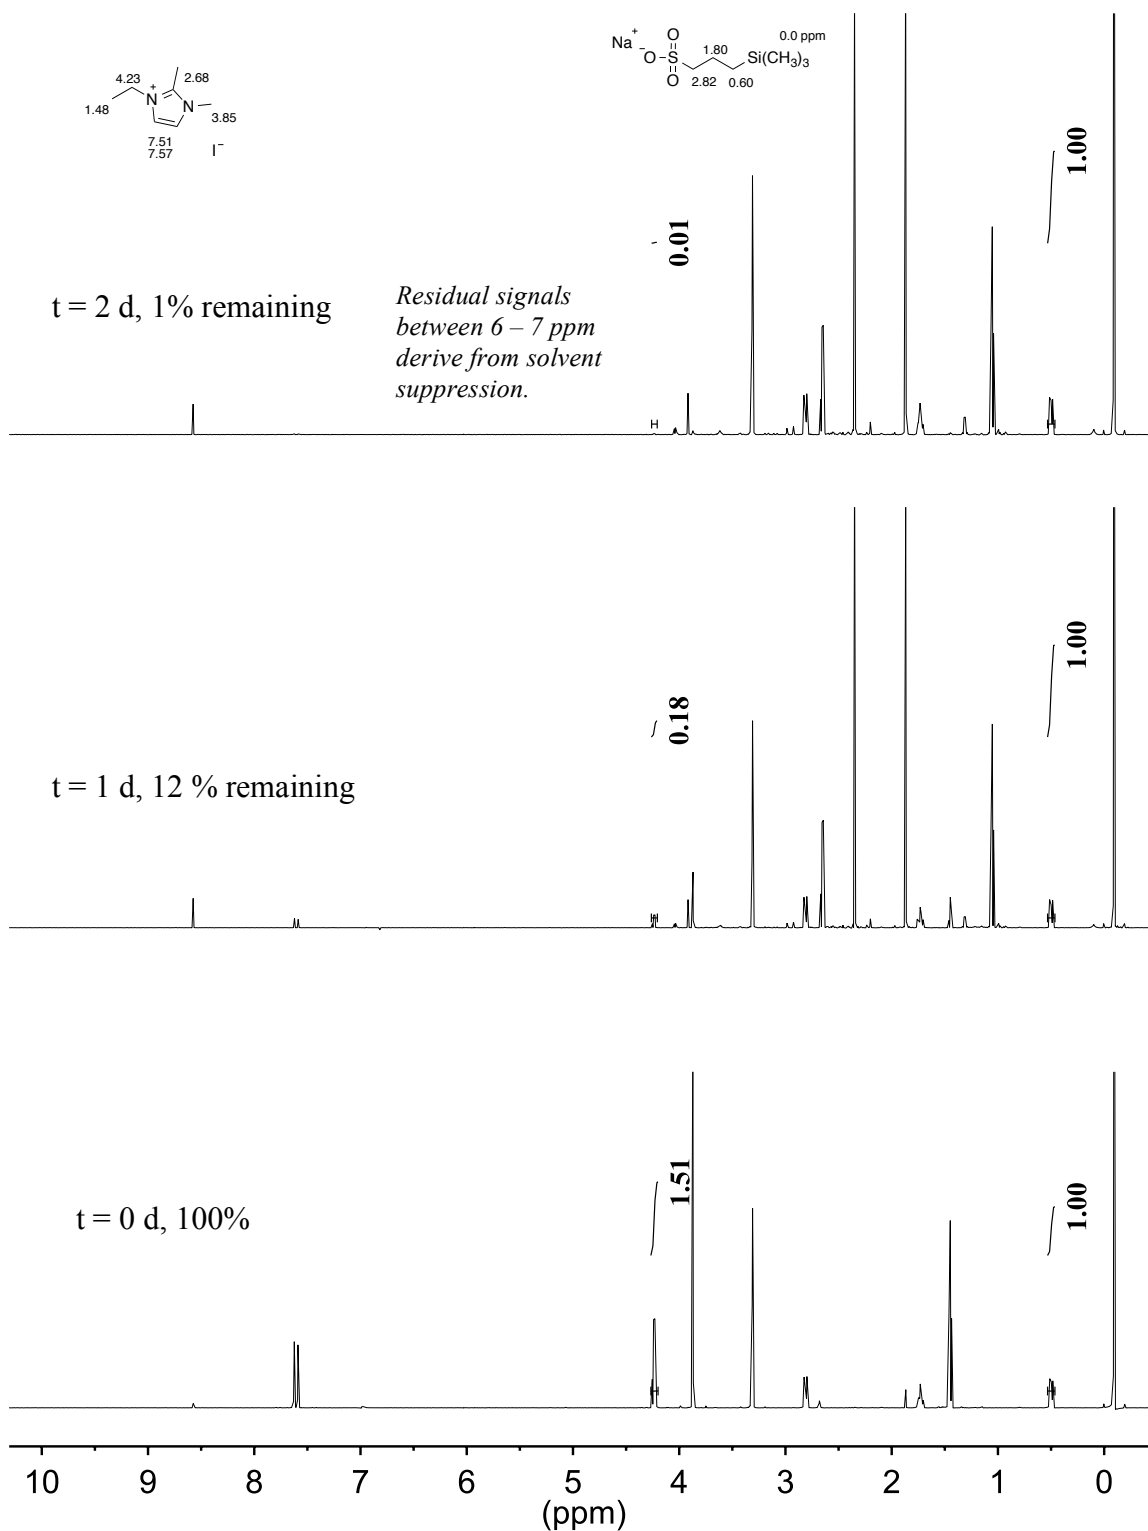 0.0 ppm
Na+
O
-O
S
O
1.80
Si(CH3)3
2.82
0.60
4.23
2.68
N+
N
1.48
3.85
7.51
7.57
I−
1.00
0.01
t = 2 d, 1% remaining
Residual signals
between 6 – 7 ppm
derive from solvent
suppression.
1.00
0.18
t = 1 d, 12 % remaining
1.51
1.00
t = 0 d, 100%
10 9 8 7 6 5 4 3 2 1 0
(ppm)